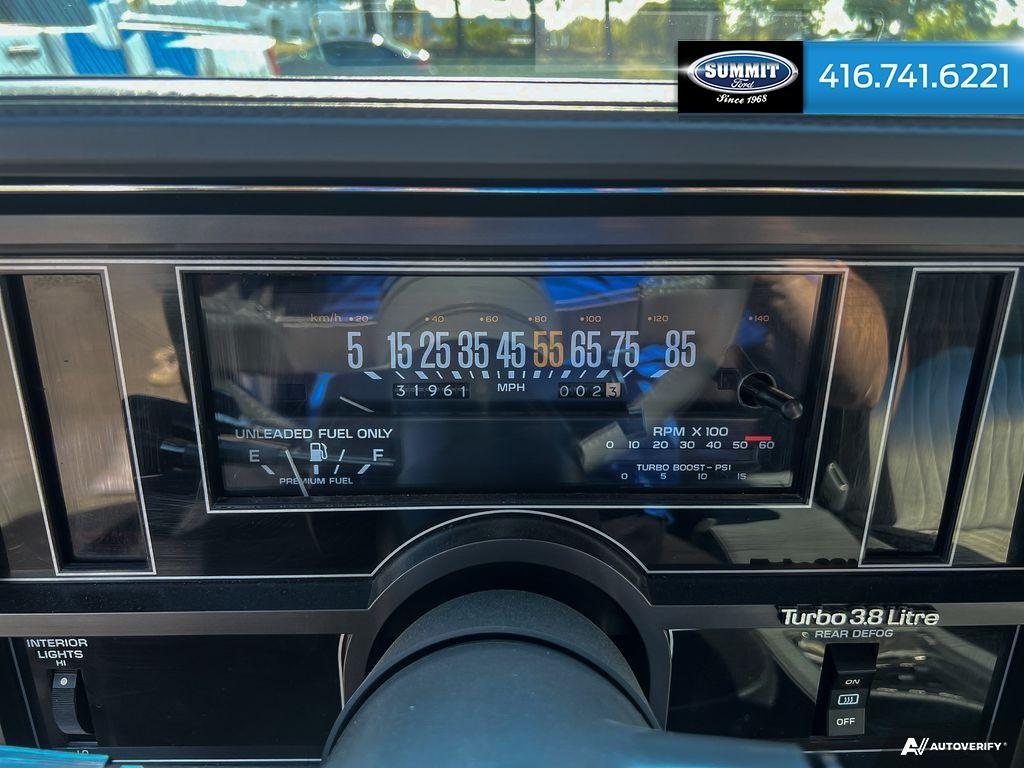 SUMMIT
Ford
Since 1968
416.741.6221
km/h 20 40 60 80 100 120 140
5 15 25 35 45 55 65 75 85
31961 MPH 0023
UNLEADED FUEL ONLY
E F
PREMIUM FUEL
RPM X 100
0 10 20 30 40 50 60
TURBO BOOST-PSI
0 5 10 15
Turbo 3.8 Litre
INTERIOR
LIGHTS
HI
LO
REAR DEFOG
ON
OFF
AUTOVERIFY